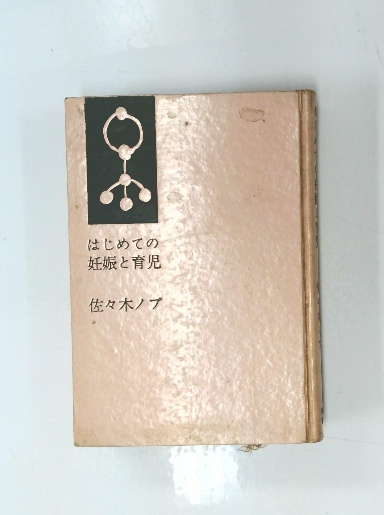 はじめての
妊娠と育児
佐々木ノブ